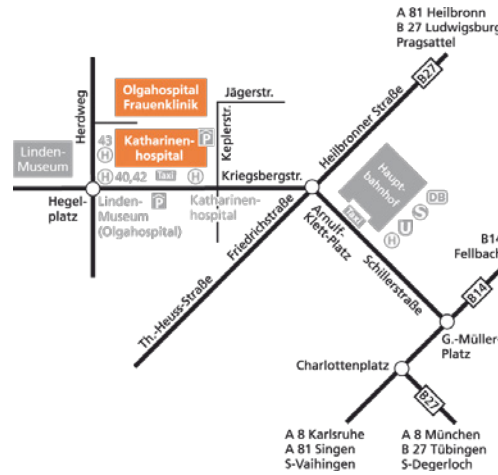 A 81 Heilbronn
B 27 Ludwigsburg
Pragsattel
B27
Olgahospital
Frauenklinik
Jägerstr.
Herdweg
Keplerstr.
Heilbronner Straße
43
H
Katharinen-
hospital
P
Linden-
Museum
H 40,42 Taxi H
Kriegsbergstr.
Haupt-
bahnhof
Taxi
H U S DB
Hegel-
platz
Linden-
Museum
(Olgahospital)
P
Katharinen-
hospital
Friedrichstraße
Arnulf-
Klett-Platz
Th.-Heuss-Straße
Schillerstraße
B14
Fellbach
B14
G.-Müller-
Platz
Charlottenplatz
B27
A 8 Karlsruhe
A 81 Singen
S-Vaihingen
A 8 München
B 27 Tübingen
S-Degerloch